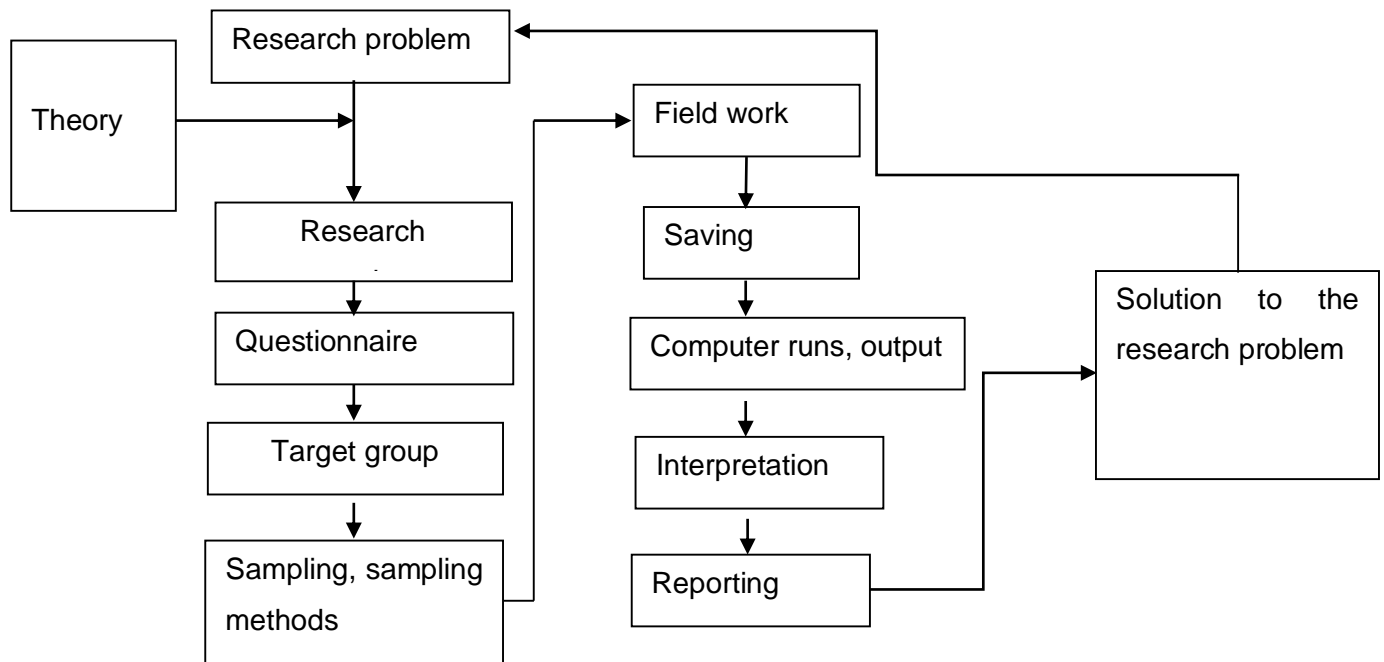 Research problem
Theory
Research
Questionnaire
Target group
Sampling, sampling
methods
Field work
Saving
Computer runs, output
Interpretation
Reporting
Solution to the
research problem